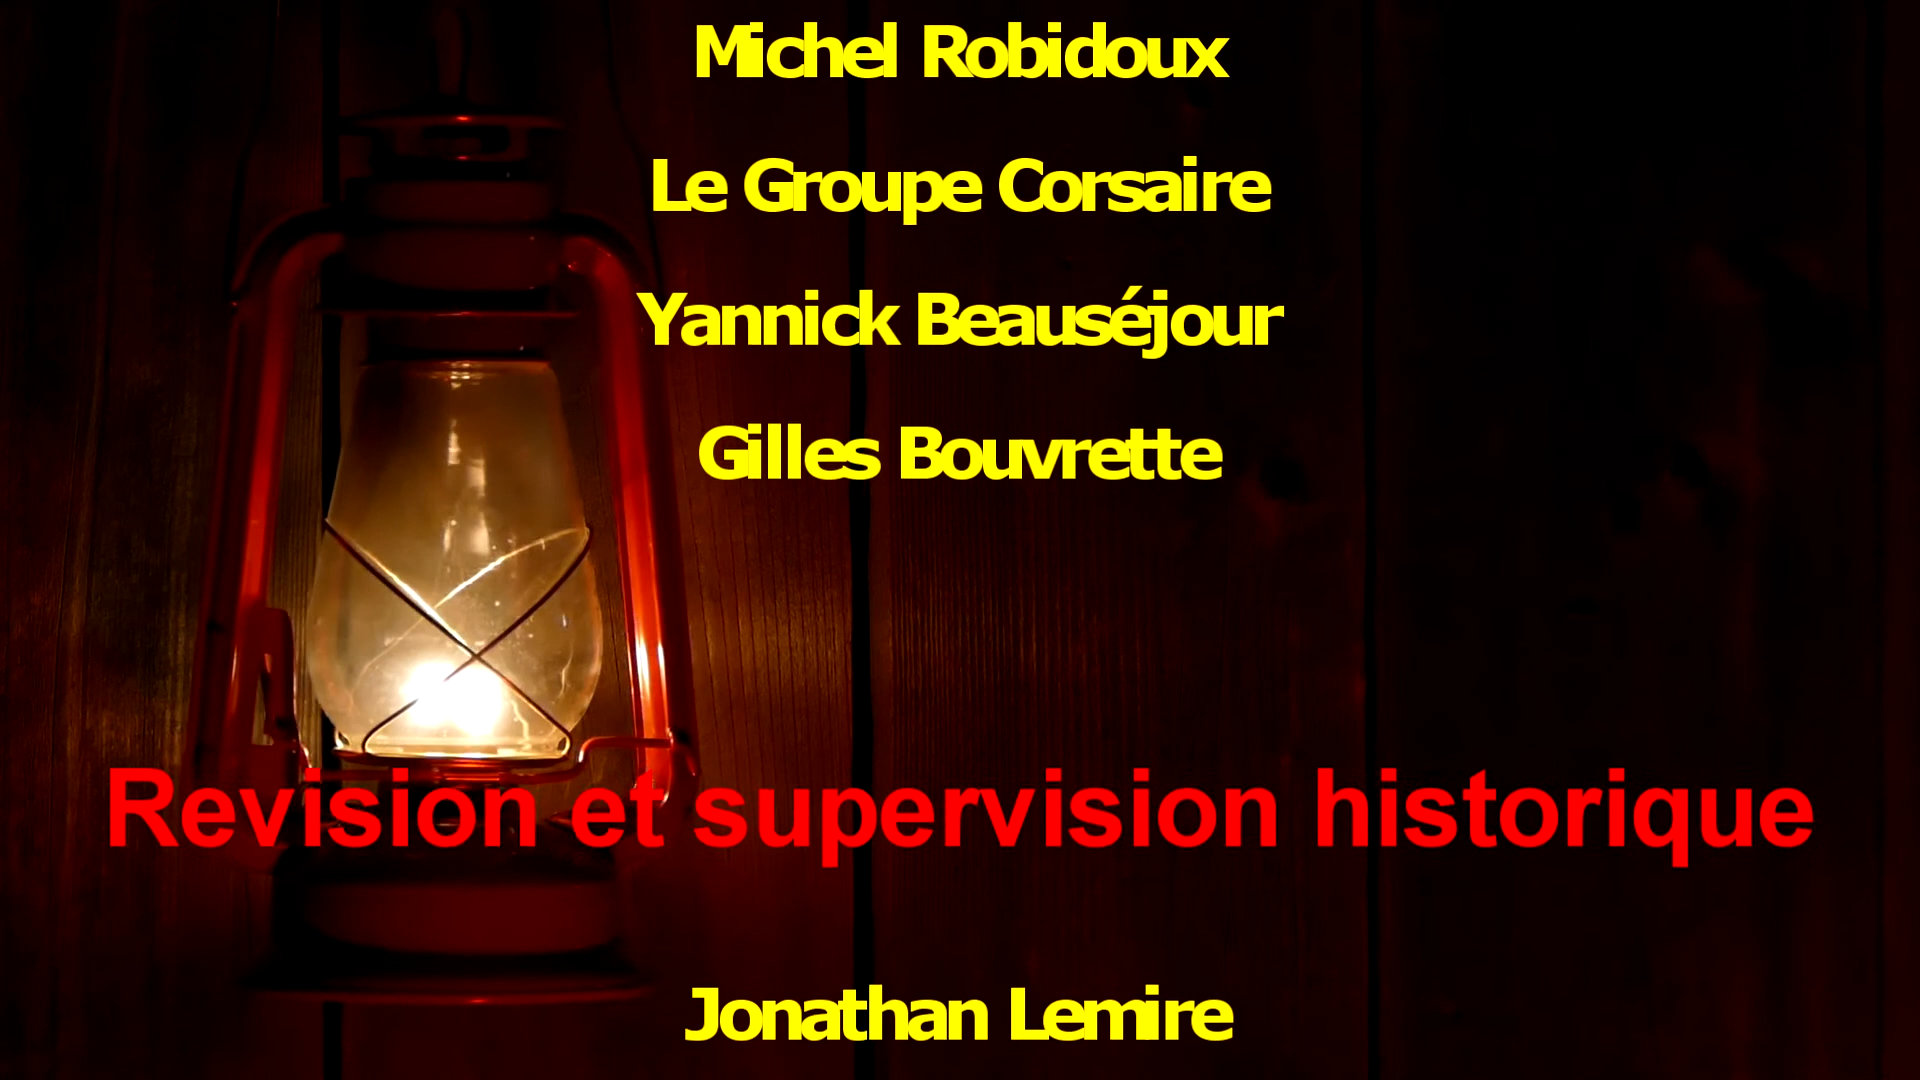 Michel Robidoux
Le Groupe Corsaire
Yannick Beauséjour
Gilles Bouvrette
Revision et supervision historique
Jonathan Lemire